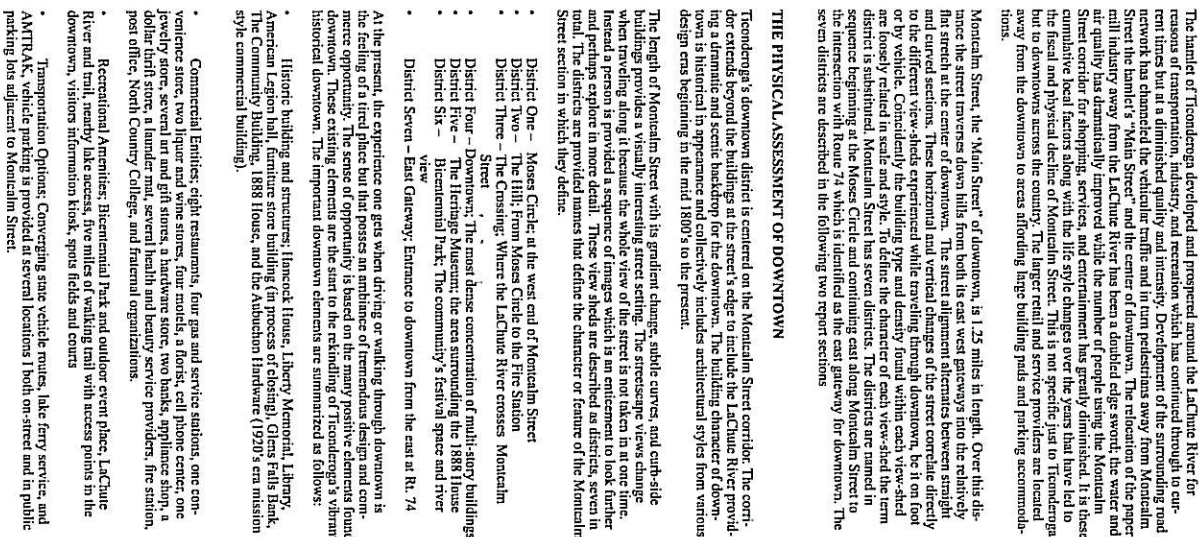 The hamlet of Ticonderoga developed and prospered around the LaChute River for
reasons of transportation, industry, and recreation which has continued through to cur-
rent times but at a diminished quality and intensity. Development of the surrounding road
network has channeled the vehicular traffic and in turn pedestrians away from Montcalm
Street the hamlet's "Main Street" and the center of downtown. The relocation of the paper
mill industry away from the LaChute River has been a doubled edge sword; the water and
air quality has dramatically improved while the number of people using the Montcalm
Street corridor for shopping, services, and entertainment has greatly diminished. It is these
cumulative local factors along with the life style changes over the years that have led to
the fiscal and physical decline of Montcalm Street. This is not specific just to Ticonderoga
but to downtowns across the country. The larger retail and service providers are located
away from the downtown to areas affording large building pads and parking accommoda-
tions.
Montcalm Street, the "Main Street" of downtown, is 1.25 miles in length. Over this dis-
tance the street traverses down hills from both its east west gateways into the relatively
flat stretch at the center of downtown. The street alignment alternates between straight
and curved sections. These horizontal and vertical changes of the street correlate directly
to the different view-sheds experienced while traveling through downtown, be it on foot
or by vehicle. Coincidently the building type and density found within each view-shed
are loosely related in scale and style. To define the character of each view-shed the term
district is substituted. Montcalm Street has seven districts. The districts are named in
sequence beginning at the Moses Circle and continuing east along Montcalm Street to
the intersection with Route 74 which is identified as the east gateway for downtown. The
seven districts are described in the following two report sections
THE PHYSICAL ASSESSMENT OF DOWNTOWN
Ticonderoga's downtown district is centered on the Montcalm Street corridor. The corri-
dor extends beyond the buildings at the street's edge to include the LaChute River provid-
ing a dramatic and scenic backdrop for the downtown. The building character of down-
town is historical in appearance and collectively includes architectural styles from various
design eras beginning in the mid 1800's to the present.
The length of Montcalm Street with its gradient change, subtle curves, and curb-side
buildings provides a visually interesting street setting. The streetscape views change
when traveling along it because the whole view of the street is not taken in at one time.
Instead a person is provided a sequence of images which is an enticement to look further
and perhaps explore in more detail. These view sheds are described as districts, seven in
total. The districts are provided names that define the character or feature of the Montcalm
Street section in which they define.
• District One – Moses Circle; at the west end of Montcalm Street
• District Two – The Hill; From Moses Circle to the Fire Station
• District Three – The Crossing; Where the LaChute River crosses Montcalm
Street
• District Four – Downtown; The most dense concentration of multi-story buildings
• District Five – The Heritage Museum; the area surrounding the 1888 House
• District Six – Bicentennial Park; The community's festival space and river
view
• District Seven – East Gateway; Entrance to downtown from the east at Rt. 74
At the present, the experience one gets when driving or walking through downtown is
the feeling of a tired place but that posses an ambiance of tremendous design and com-
merce opportunity. The sense of opportunity is based on the many positive elements found
downtown. These existing elements are the start to the rekindling of Ticonderoga's vibrant
historical downtown. The important downtown elements are summarized as follows:
• Historic building and structures; Hancock House, Liberty Memorial, Library,
American Legion hall, furniture store building (in process of closing), Glens Falls Bank,
The Community Building, 1888 House, and the Aubuchon Hardware (1920's era mission
style commercial building).
• Commercial Entities; eight restaurants, four gas and service stations, one con-
venience store, two liquor and wine stores, four motels, a florist, cell phone center, one
jewelry store, several art and gift stores, a hardware store, two banks, appliance shop, a
dollar thrift store, a launder mat, several health and beauty service providers, fire station,
post office, North Country College, and fraternal organizations.
• Recreational Amenities; Bicentennial Park and outdoor event place, LaChute
River and trail, nearby lake access, five miles of walking trail with access points in the
downtown, visitors information kiosk, spots fields and courts
• Transportation Options; Converging state vehicle routes, lake ferry service, and
AMTRAK, vehicle parking is provided at several locations I both on-street and in public
parking lots adjacent to Montcalm Street.